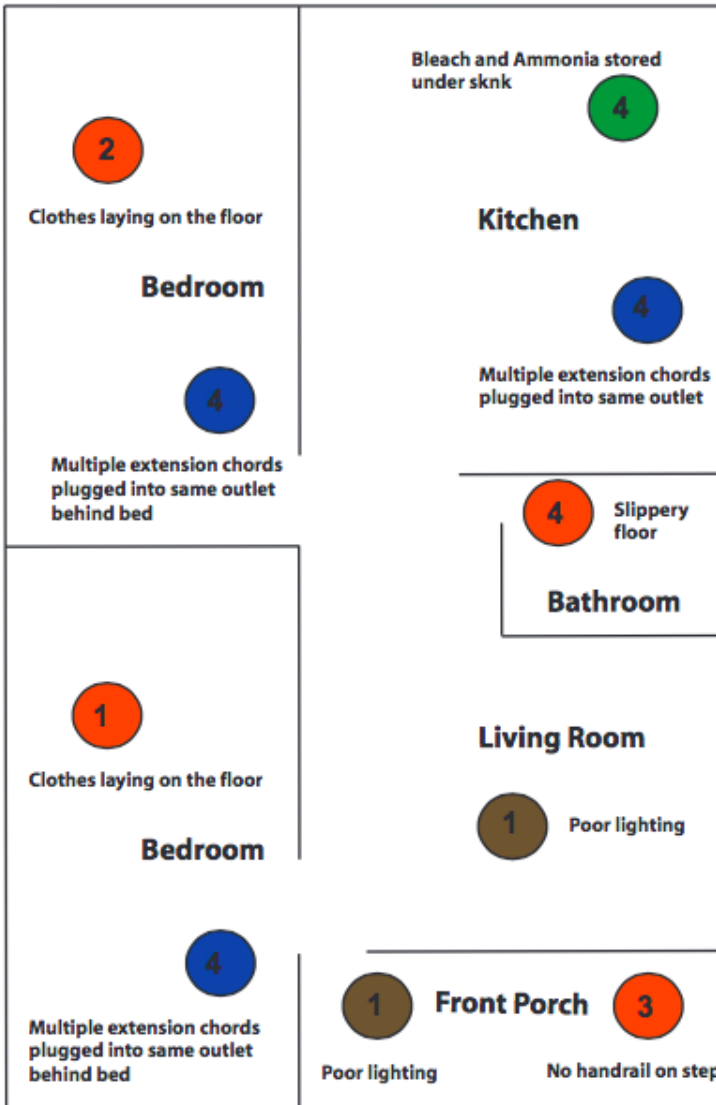 Bleach and Ammonia stored
under sknk
4
Kitchen
4
Multiple extension chords
plugged into same outlet
2
Clothes laying on the floor
Bedroom
4
Multiple extension chords
plugged into same outlet
behind bed
4
Slippery
floor
Bathroom
1
Clothes laying on the floor
Bedroom
4
Multiple extension chords
plugged into same outlet
behind bed
Living Room
1
Poor lighting
1
Front Porch
3
Poor lighting
No handrail on step